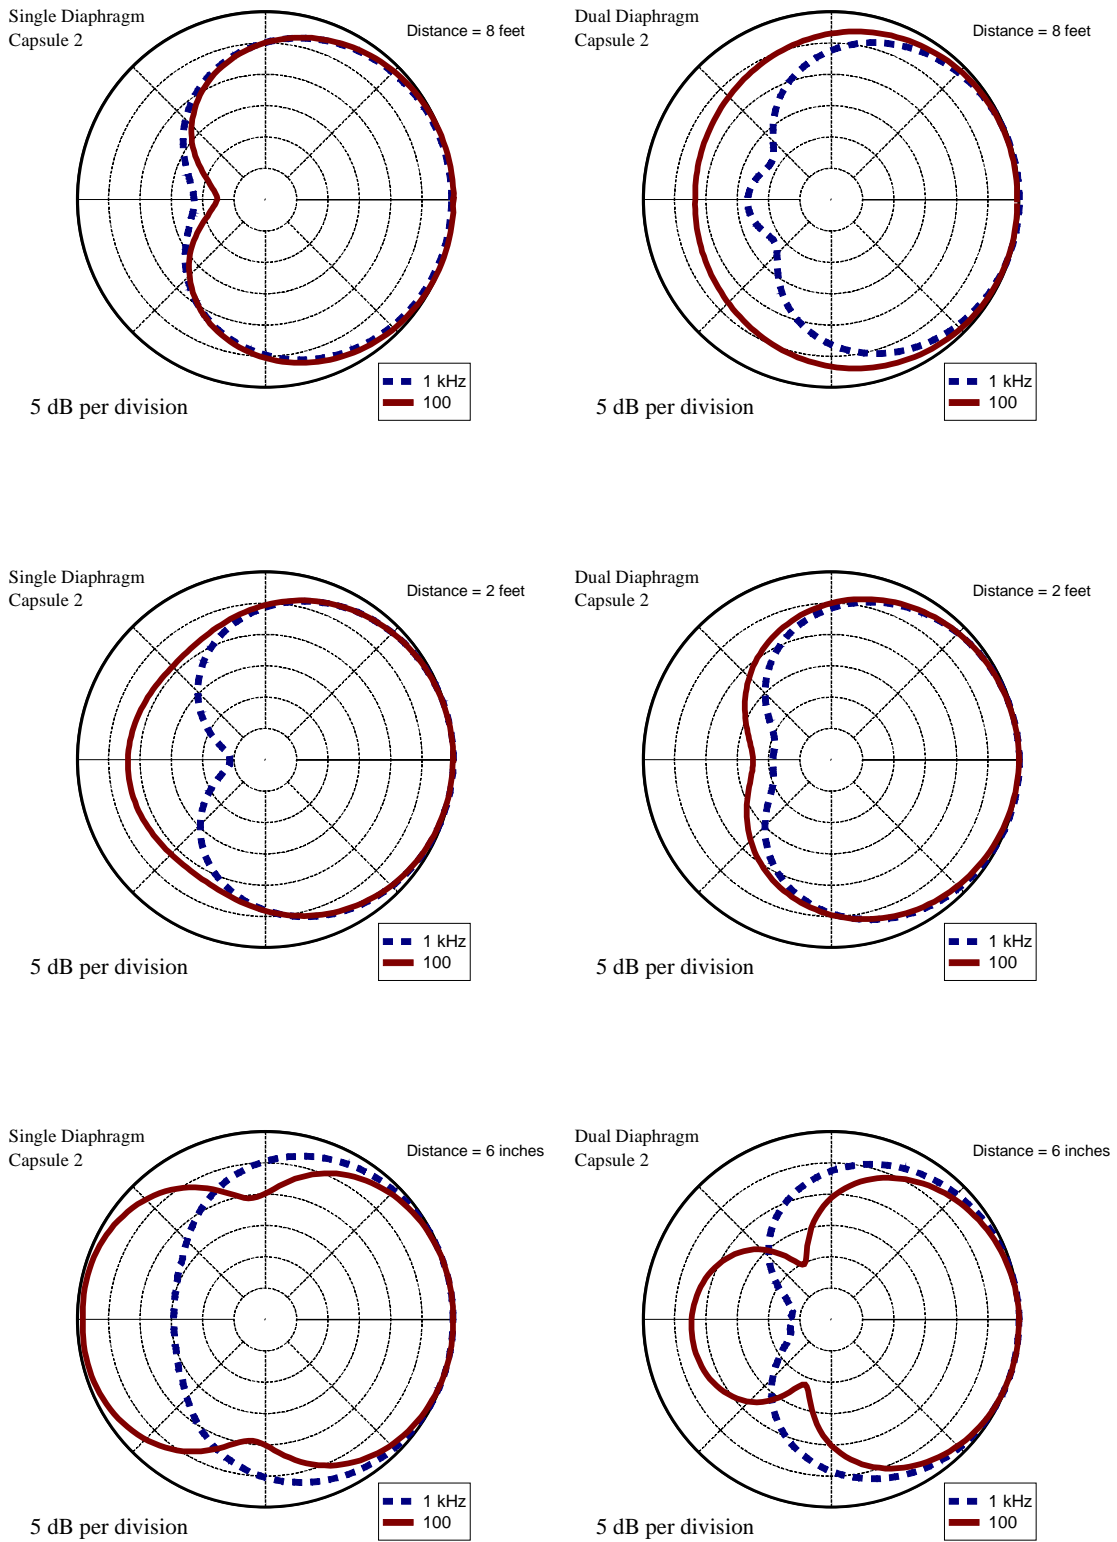 Single Diaphragm
Capsule 2
Distance = 8 feet
1 kHz
100
5 dB per division
Dual Diaphragm
Capsule 2
Distance = 8 feet
1 kHz
100
5 dB per division
Single Diaphragm
Capsule 2
Distance = 2 feet
1 kHz
100
5 dB per division
Dual Diaphragm
Capsule 2
Distance = 2 feet
1 kHz
100
5 dB per division
Single Diaphragm
Capsule 2
Distance = 6 inches
1 kHz
100
5 dB per division
Dual Diaphragm
Capsule 2
Distance = 6 inches
1 kHz
100
5 dB per division